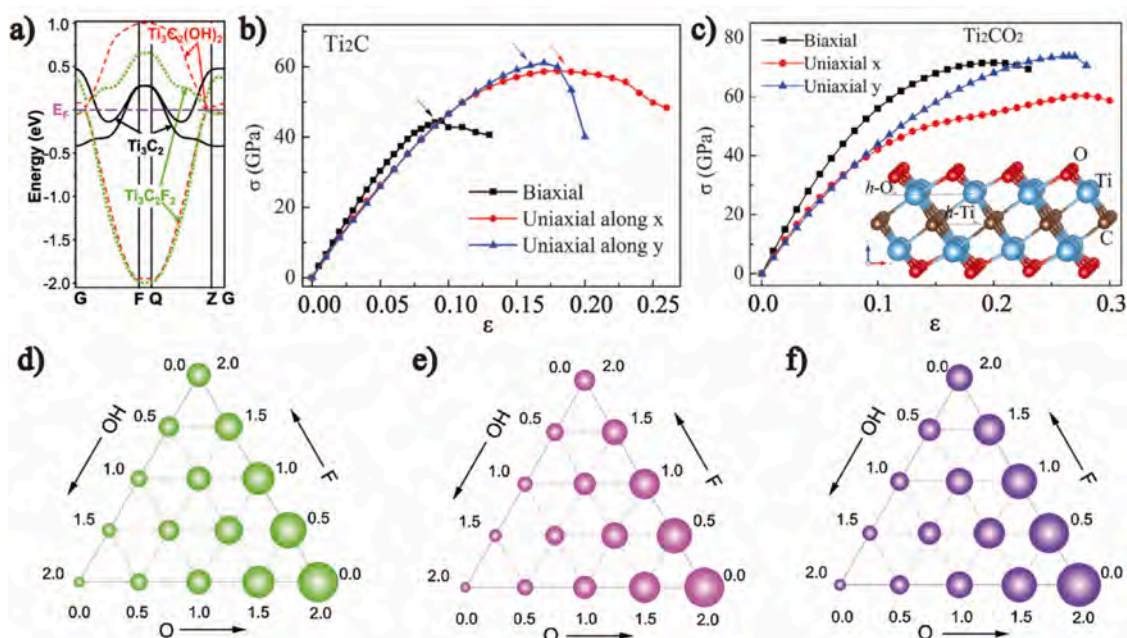 a)
1.0
0.5
0.0
-0.5
-1.0
-1.5
-2.0
Energy (eV)
E_F
Ti₃C₂(OH)₂
Ti₃C₂
Ti₃C₂F₂
G
F Q
Z G
b)
Ti₂C
60
40
20
0
σ (GPa)
Biaxial
Uniaxial along x
Uniaxial along y
0.00 0.05 0.10 0.15 0.20 0.25
ε
c)
Ti₂CO₂
80
60
40
20
0
σ (GPa)
Biaxial
Uniaxial x
Uniaxial y
h-O
h-Ti
O
Ti
C
0.0 0.1 0.2 0.3
ε
d)
0.0 2.0
0.5 1.5
1.0 1.0
1.5 0.5
2.0 0.0
0.0 0.5 1.0 1.5 2.0
OH
F
O
e)
0.0 2.0
0.5 1.5
1.0 1.0
1.5 0.5
2.0 0.0
0.0 0.5 1.0 1.5 2.0
OH
F
O
f)
0.0 2.0
0.5 1.5
1.0 1.0
1.5 0.5
2.0 0.0
0.0 0.5 1.0 1.5 2.0
OH
F
O